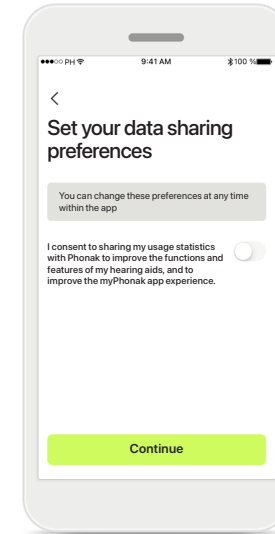 PH 9:41 AM 100 %
Set your data sharing
preferences
You can change these preferences at any time
within the app
I consent to sharing my usage statistics
with Phonak to improve the functions and
features of my hearing aids, and to
improve the myPhonak app experience.
Continue